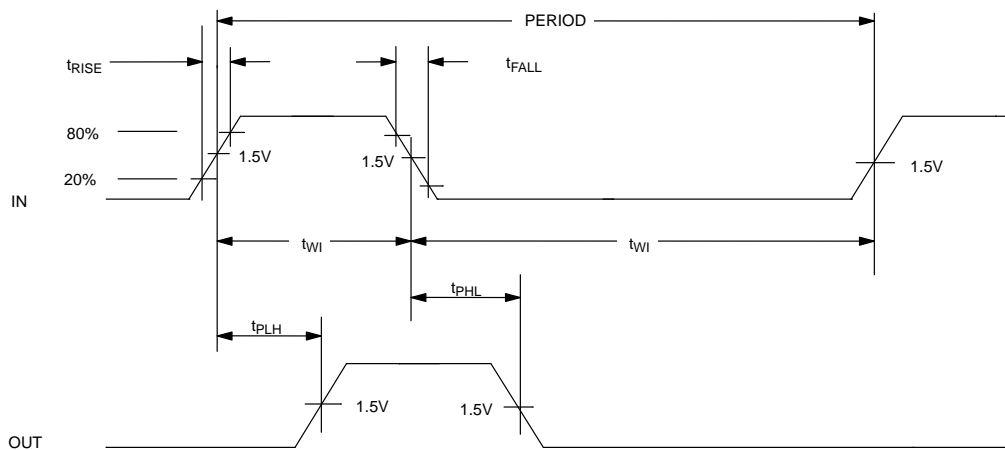 PERIOD
tRISE
tFALL
80%
1.5V
1.5V
1.5V
20%
IN
tWI
tWI
tPHL
tPLH
1.5V
1.5V
OUT